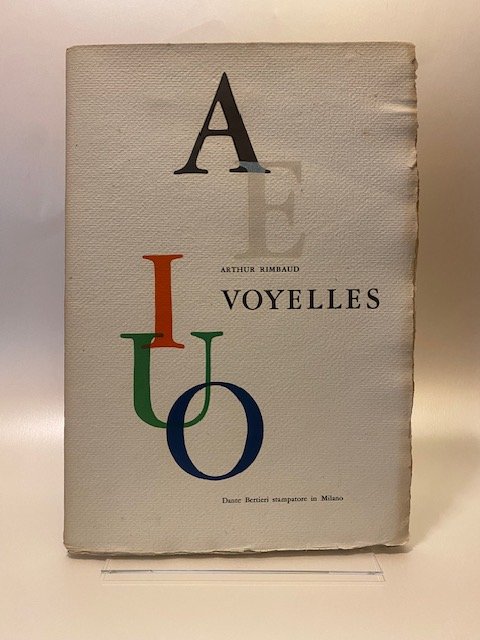 A
E
ARTHUR RIMBAUD
VOYELLES
I
U
O
Dante Bertieri stampatore in Milano